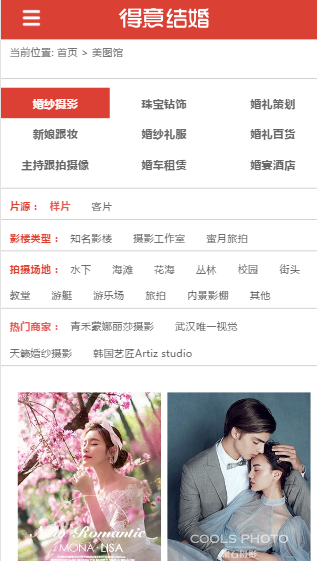 得意结婚
当前位置: 首页 > 美图馆
婚纱摄影 珠宝钻饰 婚礼策划
新娘跟妆 婚纱礼服 婚礼百货
主持跟拍摄像 婚车租赁 婚宴酒店
片源： 样片 客片
影楼类型： 知名影楼 摄影工作室 蜜月旅拍
拍摄场地： 水下 海滩 花海 丛林 校园 街头
教堂 游艇 游乐场 旅拍 内景影棚 其他
热门商家： 青禾蒙娜丽莎摄影 武汉唯一视觉
天籁婚纱摄影 韩国艺匠Artiz studio
Romantic
MONA LISA
COOLS PHOTO